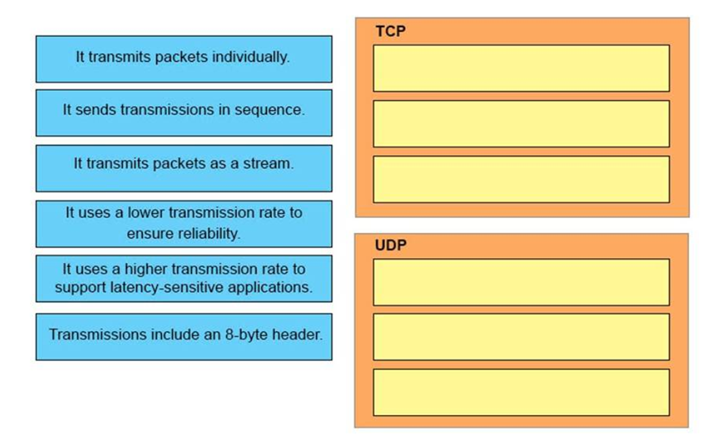 It transmits packets individually.
It sends transmissions in sequence.
It transmits packets as a stream.
It uses a lower transmission rate to
ensure reliability.
It uses a higher transmission rate to
support latency-sensitive applications.
Transmissions include an 8-byte header.
TCP
UDP